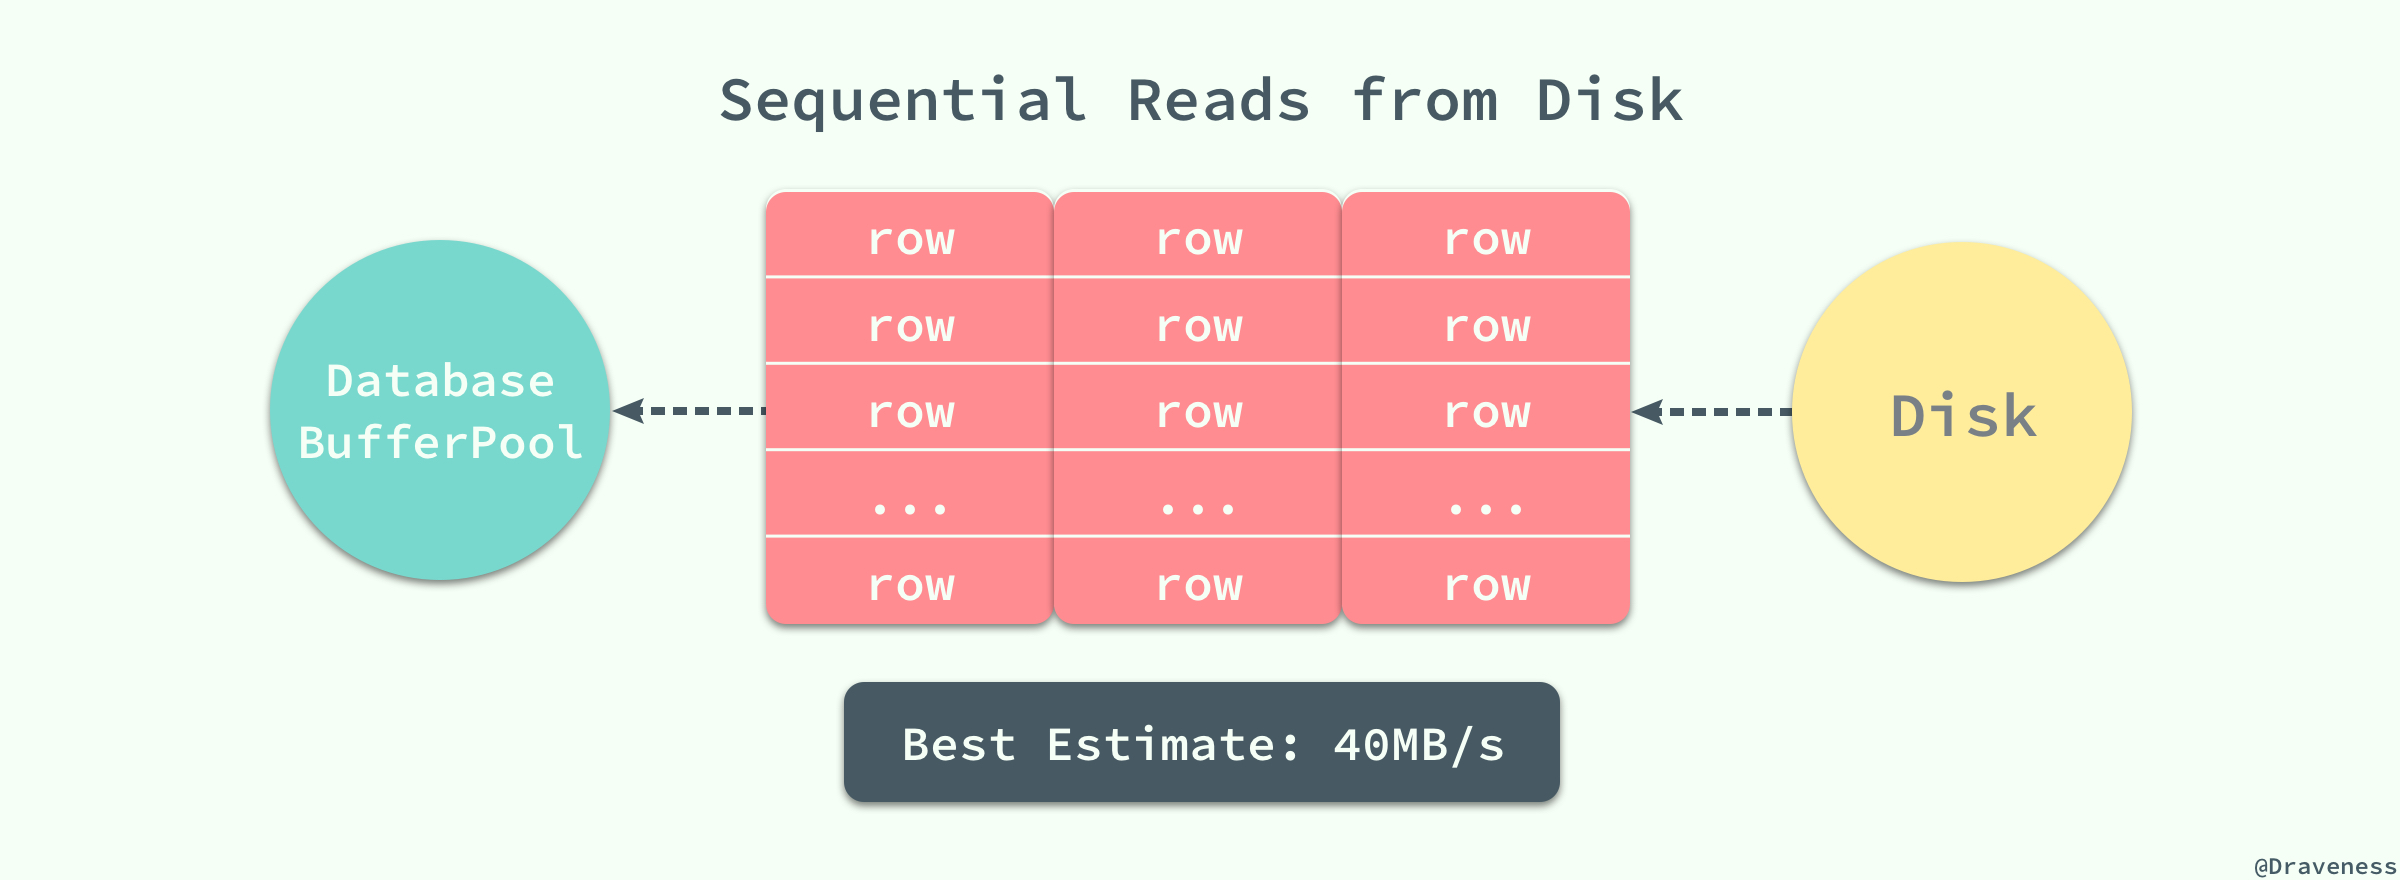 Sequential Reads from Disk
row row row
row row row
Database
BufferPool
row row row
Disk
... ... ...
row row row
Best Estimate: 40MB/s
@Draveness